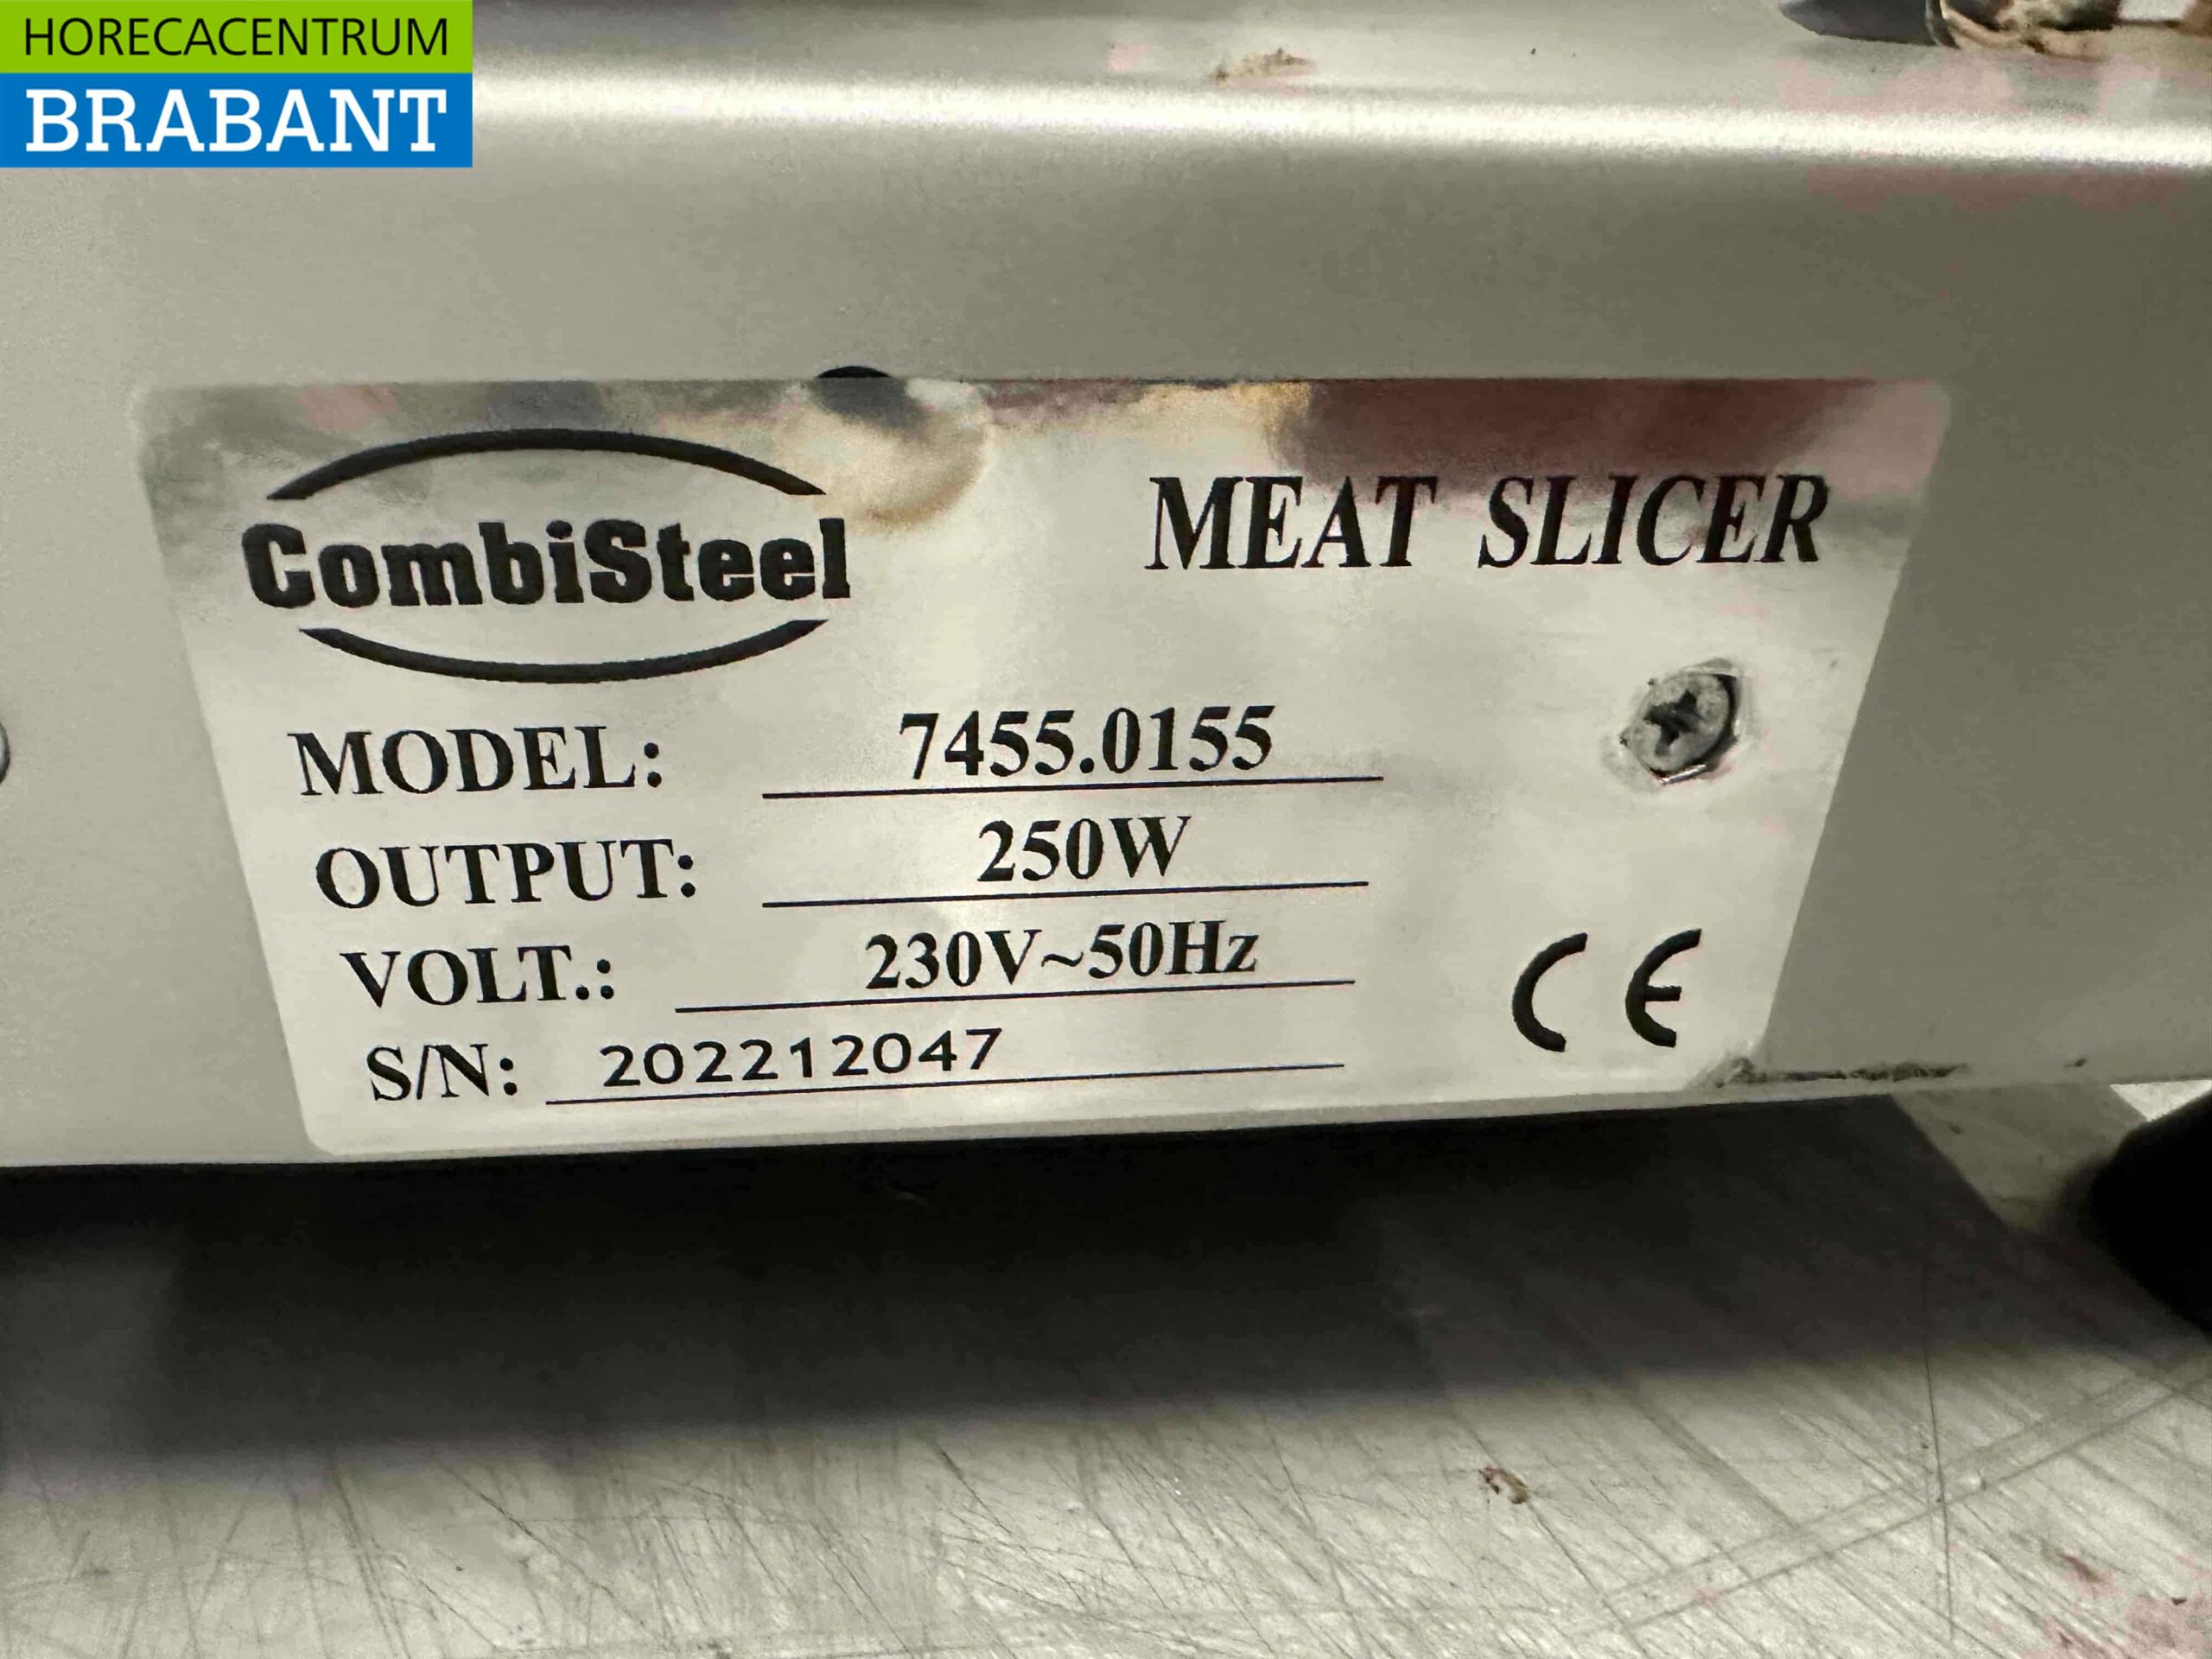 HORECACENTRUM
BRABANT
CombiSteel
MEAT SLICER
MODEL: 7455.0155
OUTPUT: 250W
VOLT.: 230V~50Hz
S/N: 202212047
CE